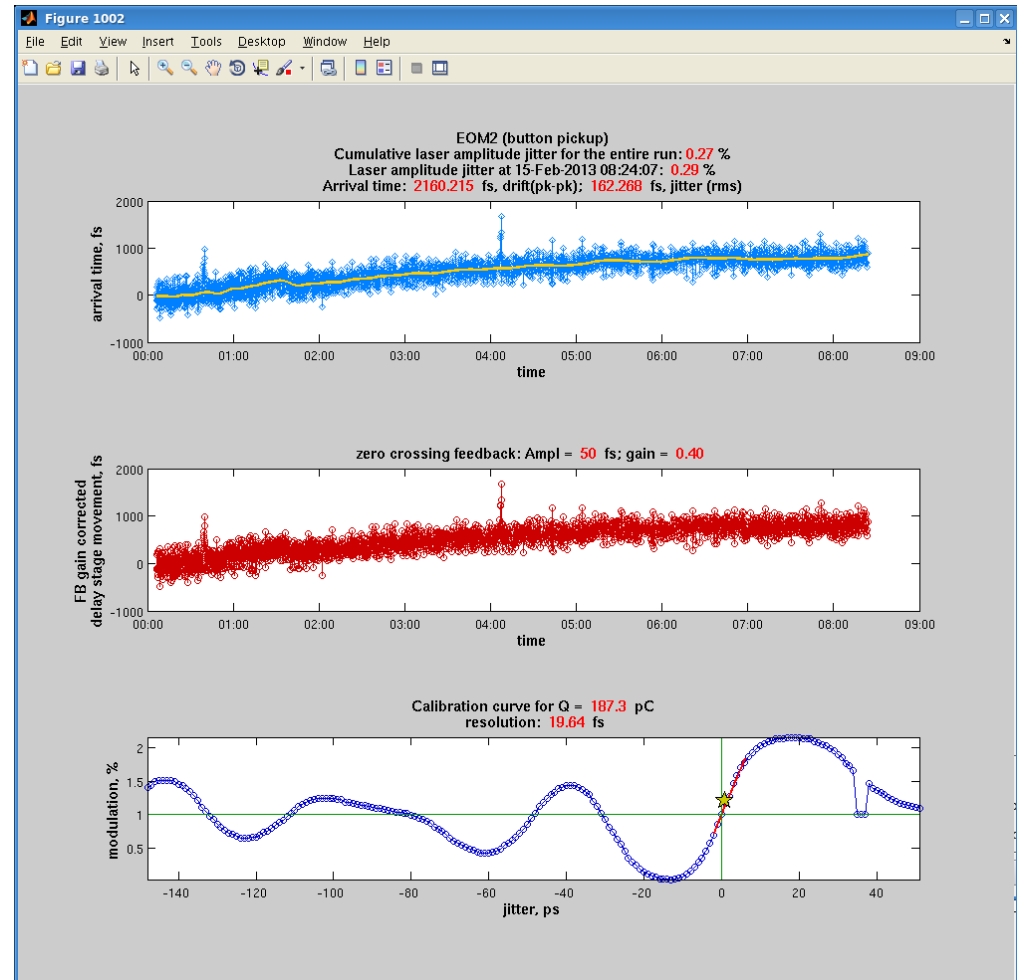 Figure 1002
File Edit View Insert Tools Desktop Window Help
EOM2 (button pickup)
Cumulative laser amplitude jitter for the entire run: 0.27 %
Laser amplitude jitter at 15-Feb-2013 08:24:07: 0.29 %
Arrival time: 2160.215 fs, drift(pk-pk); 162.268 fs, jitter (rms)
arrival time, fs
2000
1000
0
-1000
00:00 01:00 02:00 03:00 04:00 05:00 06:00 07:00 08:00 09:00
time
zero crossing feedback: Ampl = 50 fs; gain = 0.40
FB gain corrected
delay stage movement, fs
2000
1000
0
-1000
00:00 01:00 02:00 03:00 04:00 05:00 06:00 07:00 08:00 09:00
time
Calibration curve for Q = 187.3 pC
resolution: 19.64 fs
modulation, %
2
1.5
1
0.5
-140 -120 -100 -80 -60 -40 -20 0 20 40
jitter, ps